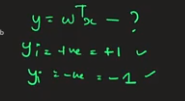 y = wᵀx − ?
yi = +ve = +1 ✓
yi = −ve = −1 ✓